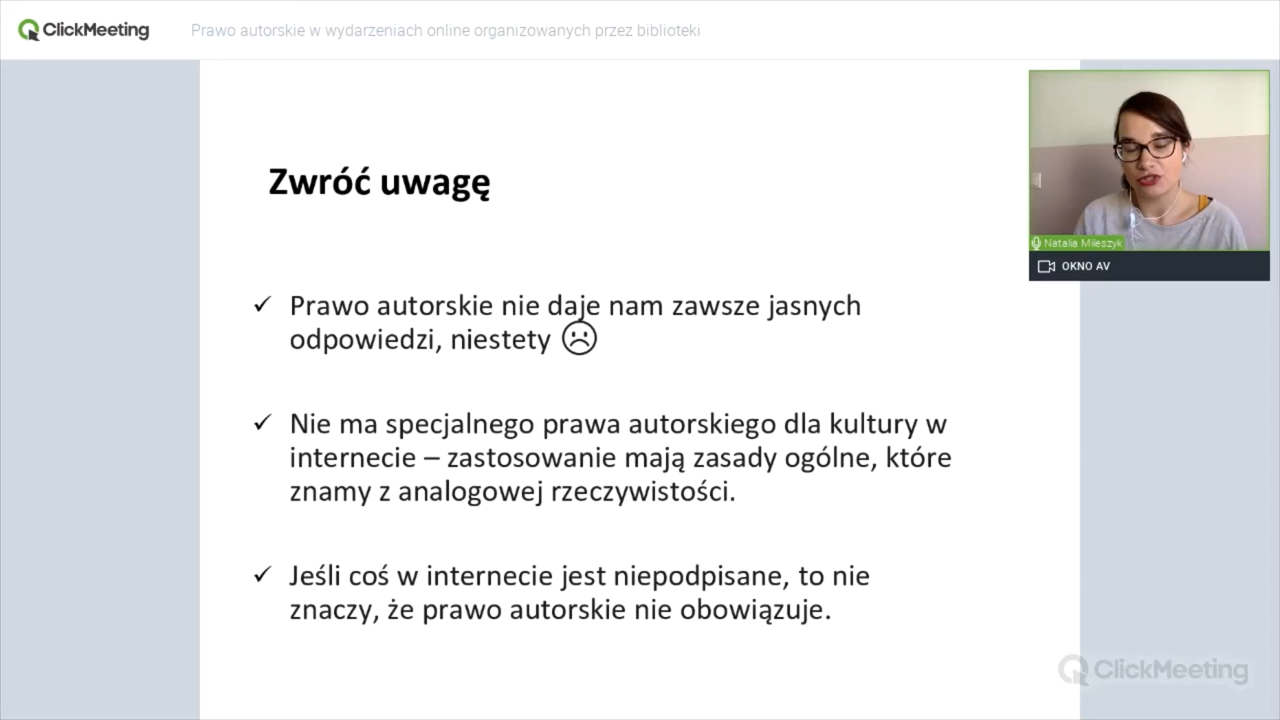 ClickMeeting
Prawo autorskie w wydarzeniach online organizowanych przez biblioteki
Zwróć uwagę
✓ Prawo autorskie nie daje nam zawsze jasnych
odpowiedzi, niestety ☹
✓ Nie ma specjalnego prawa autorskiego dla kultury w
internecie – zastosowanie mają zasady ogólne, które
znamy z analogowej rzeczywistości.
✓ Jeśli coś w internecie jest niepodpisane, to nie
znaczy, że prawo autorskie nie obowiązuje.
Natalia Mileszyk
OKNO AV
ClickMeeting